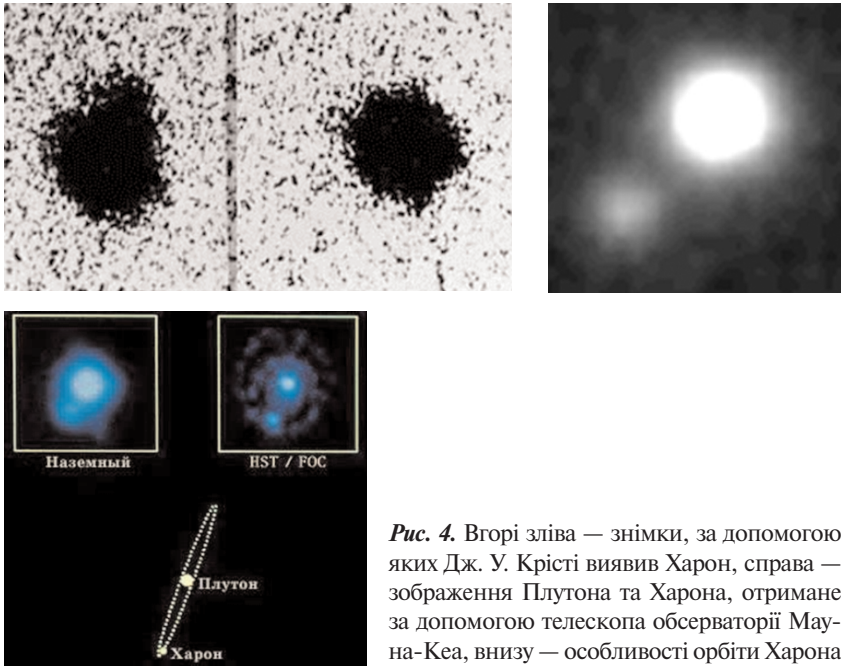 Наземный
HST / FOC
Плутон
Харон
Рис. 4. Вгорі зліва — знімки, за допомогою
яких Дж. У. Крісті виявив Харон, справа —
зображення Плутона та Харона, отримане
за допомогою телескопа обсерваторії Мау-
на-Кеа, внизу — особливості орбіти Харона